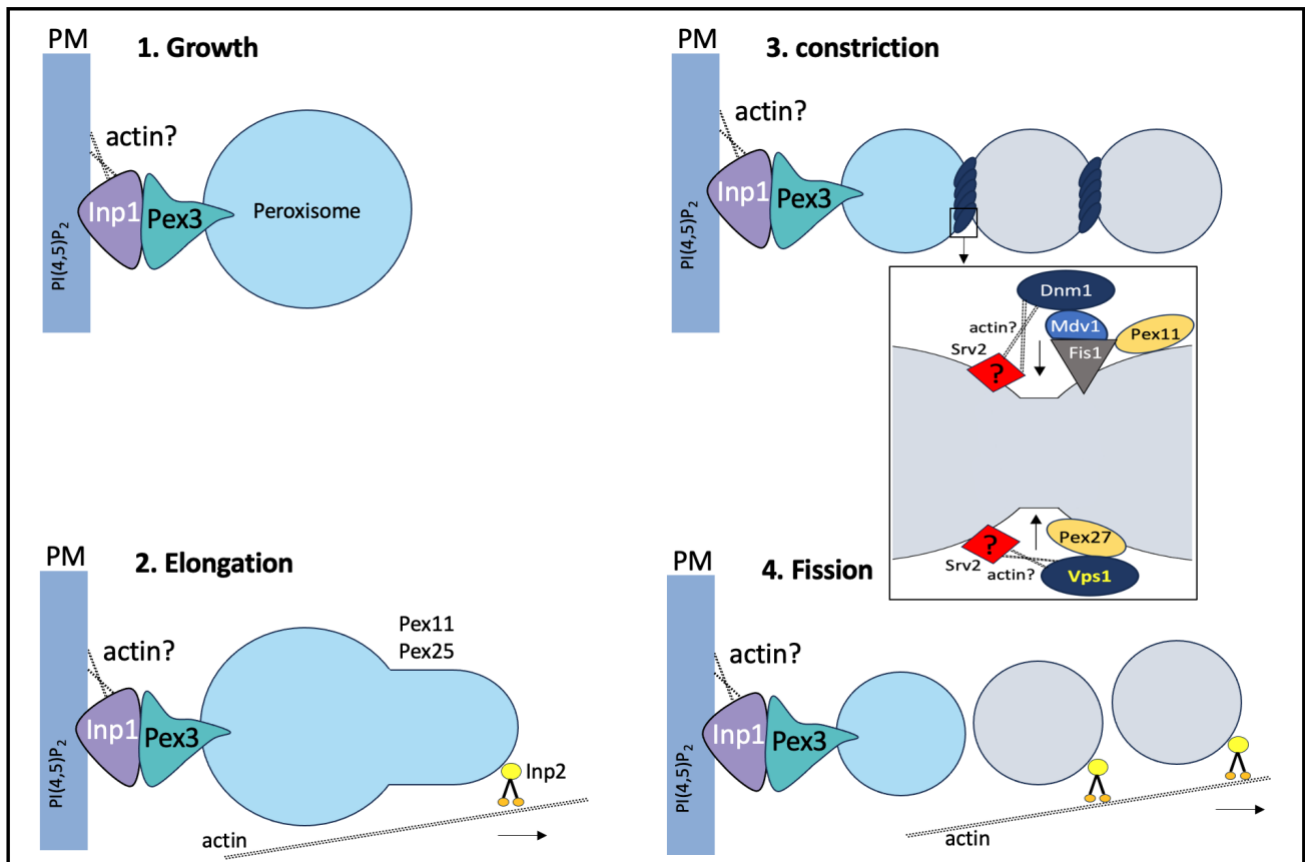 PM
1. Growth
actin?
Inp1
Pex3
Peroxisome
PI(4,5)P₂
PM
3. constriction
actin?
Inp1
Pex3
PI(4,5)P₂
Dnm1
actin?
Mdv1
Pex11
Srv2
Fis1
?
?
Pex27
Srv2
actin?
Vps1
PM
2. Elongation
Pex11
Pex25
actin?
Inp1
Pex3
PI(4,5)P₂
Inp2
actin
PM
4. Fission
actin?
Inp1
Pex3
PI(4,5)P₂
actin